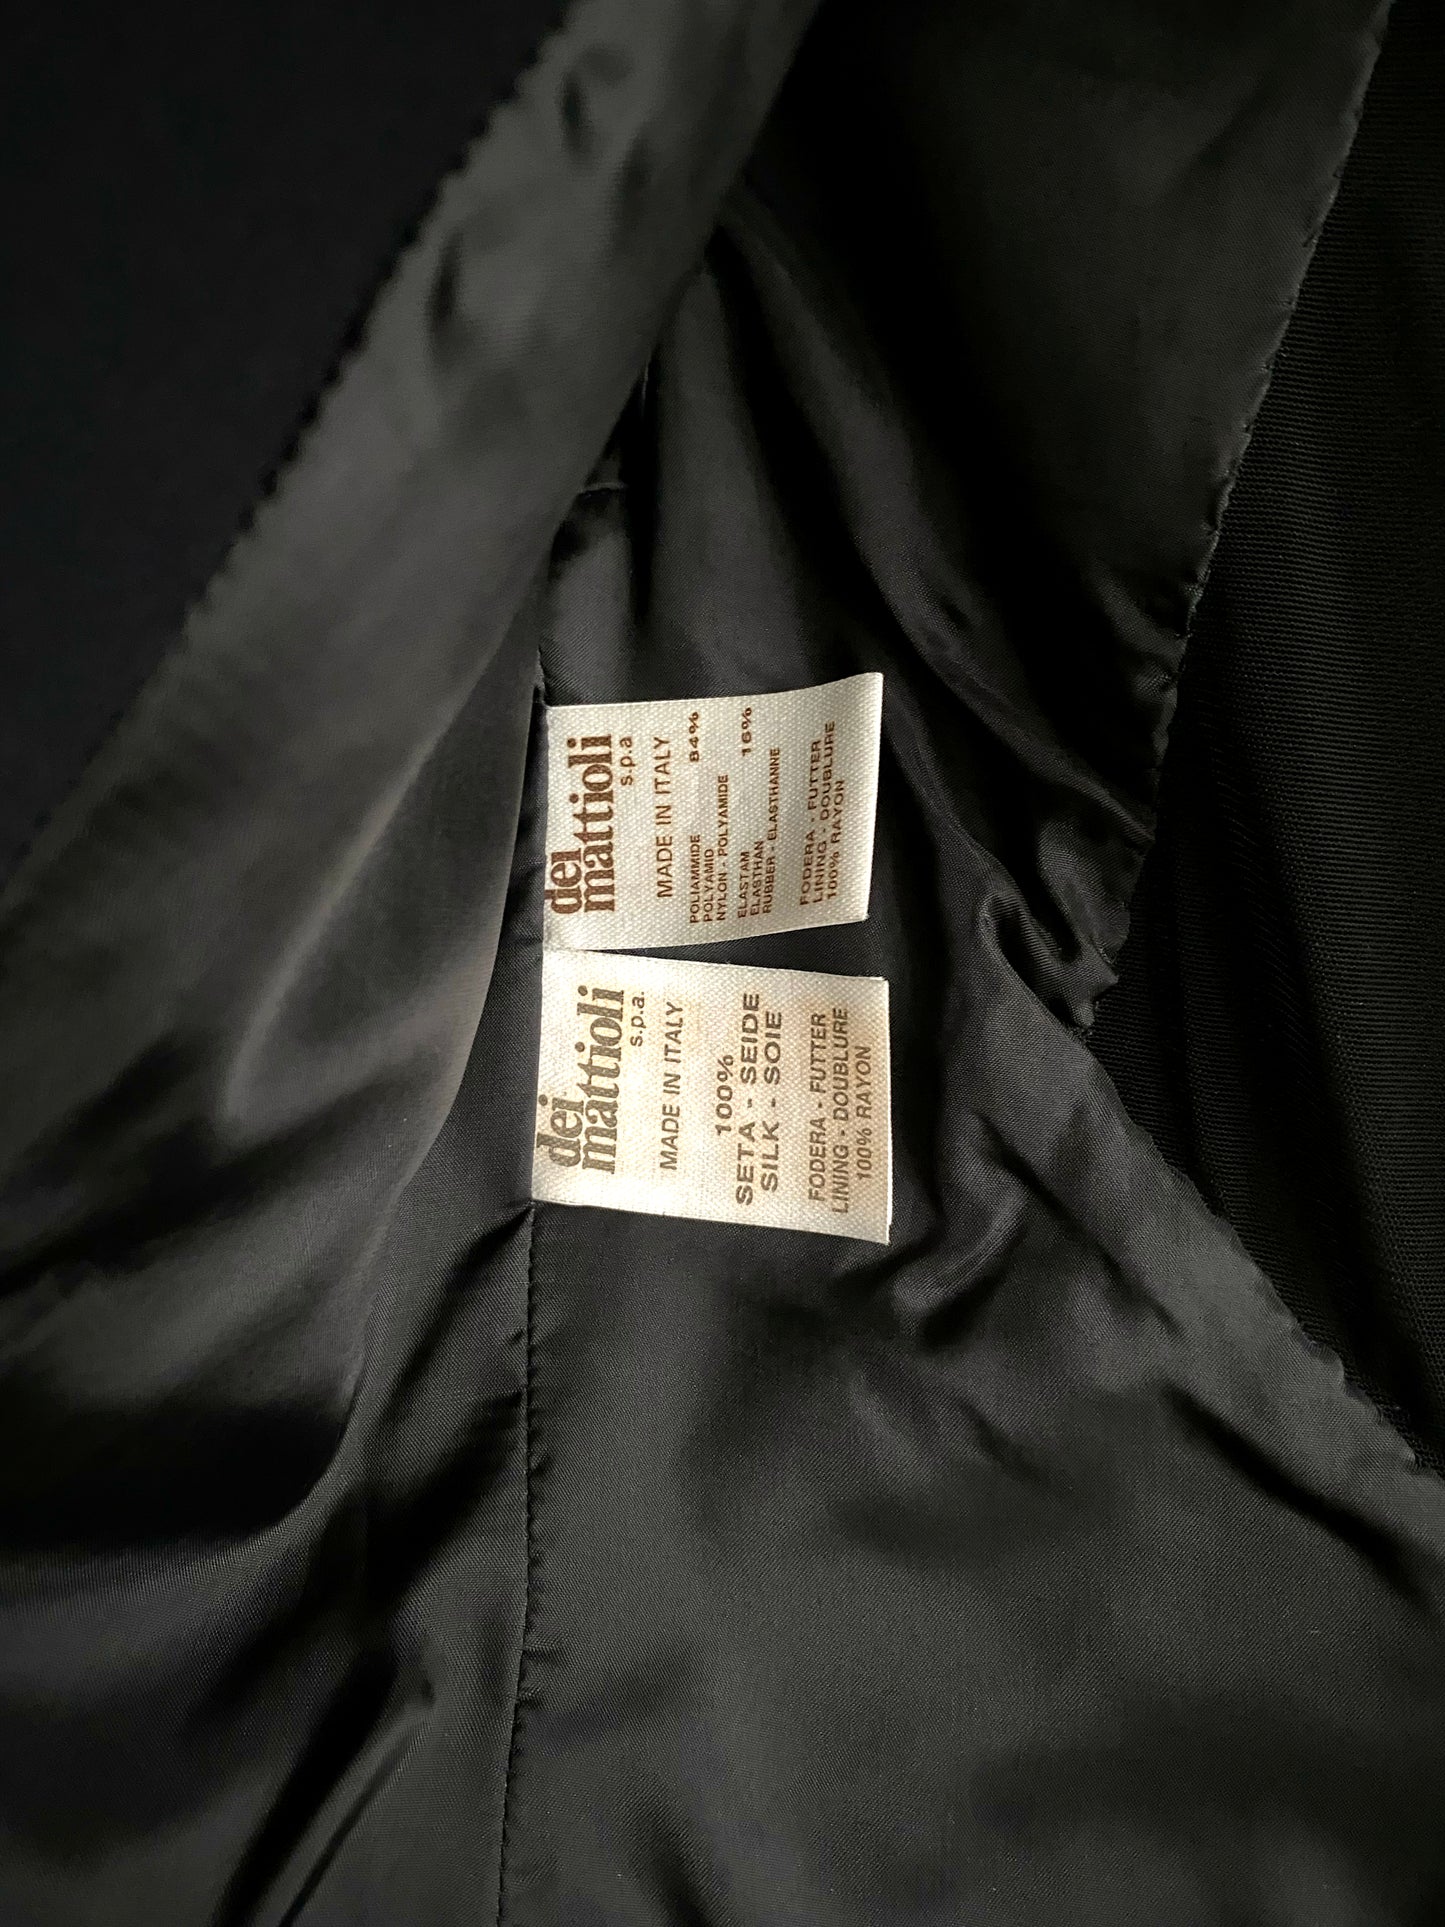 dei
mattioli
s.p.a
MADE IN ITALY
POLIAMMIDE 84%
POLYAMID
NYLON - POLYAMIDE
ELASTAM 16%
ELASTHAN
RUBBER - ELASTHANNE
FODERA - FUTTER
LINING - DOUBLURE
100% RAYON
dei
mattioli
s.p.a.
MADE IN ITALY
100%
SETA - SEIDE
SILK - SOIE
FODERA - FUTTER
LINING - DOUBLURE
100% RAYON